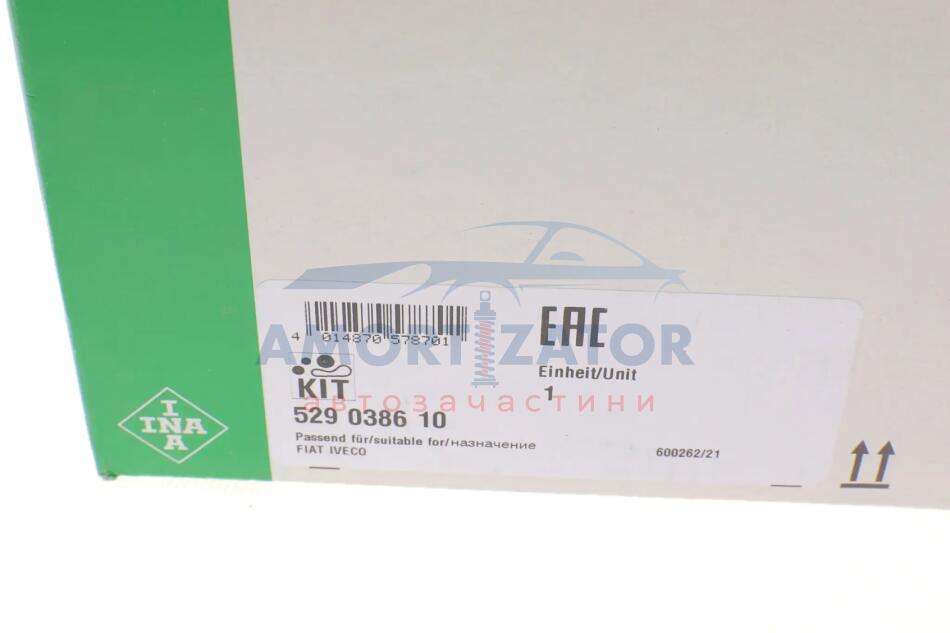 4 014870 578701
EAC
AMORTIZATOR
Einheit/Unit
KIT
1
автозачастини
529 0386 10
Passend für/suitable for/назначение
FIAT IVECO
600262/21
INA
INA